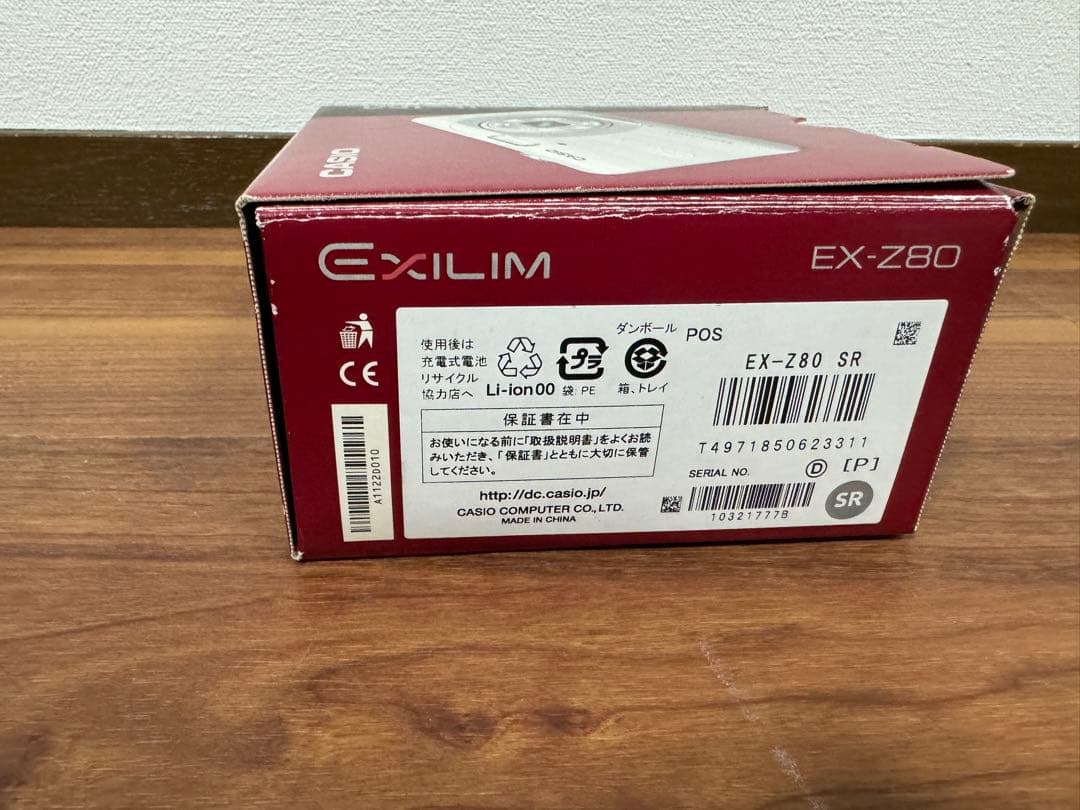 CASIO
CASIO
EXILIM
EX-Z80
CE
A1122D010
使用後は
充電式電池
リサイクル
協力店へ
Li-ion00
プラ
袋: PE
ダンボール
箱、トレイ
POS
保証書在中
お使いになる前に「取扱説明書」をよくお読
みいただき、「保証書」とともに大切に保管
してください。
http://dc.casio.jp/
CASIO COMPUTER CO., LTD.
MADE IN CHINA
EX-Z80 SR
T4971850623311
SERIAL NO.
D [P]
10321777B
SR